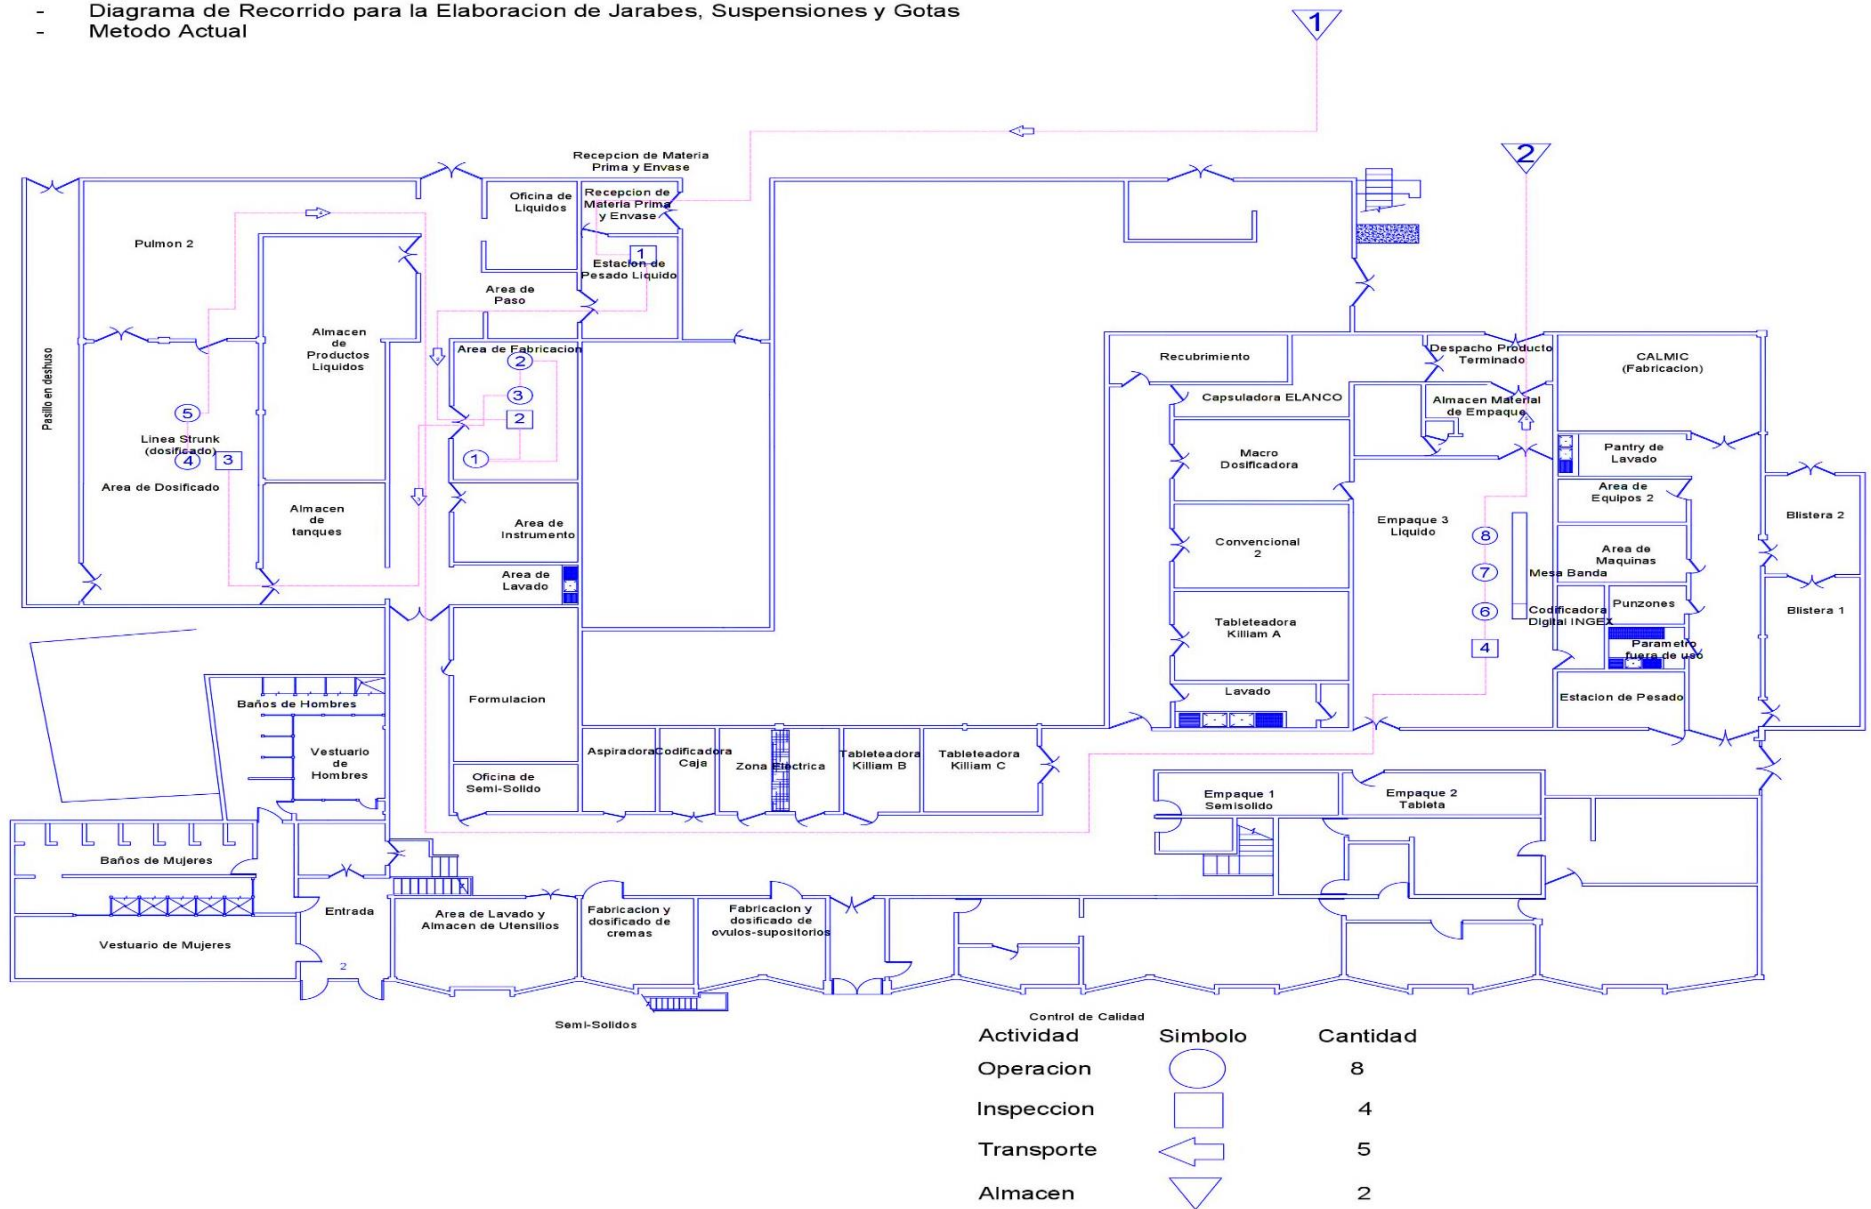 - Diagrama de Recorrido para la Elaboracion de Jarabes, Suspensiones y Gotas
- Metodo Actual
1
2
Recepcion de Materia
Prima y Envase
Oficina de
Liquidos
Recepcion de
Materia Prima
y Envase
Pulmon 2
1
Estacion de
Pesado Liquido
Area de
Paso
Almacen
de
Productos
Liquidos
Area de Fabricacion
2
3
2
1
Pasillo en deshuso
5
Linea Strunk
(dosificado)
4
3
Area de Dosificado
Almacen
de
tanques
Area de
Instrumento
Area de
Lavado
Recubrimiento
Despacho Producto
Terminado
CALMIC
(Fabricacion)
Capsuladora ELANCO
Almacen Material
de Empaque
Macro
Dosificadora
Pantry de
Lavado
Area de
Equipos 2
Blistera 2
Empaque 3
Liquido
8
Convencional
2
Area de
Maquinas
7
Mesa Banda
6
Codificadora
Digital INGEX
Punzones
Blistera 1
Tableteadora
Killiam A
4
Parametro
fuera de uso
Lavado
Estacion de Pesado
Formulacion
Baños de Hombres
Vestuario
de
Hombres
Aspiradora
Codificadora
Caja
Zona Electrica
Tableteadora
Killiam B
Tableteadora
Killiam C
Oficina de
Semi-Solido
Empaque 1
Semisolido
Empaque 2
Tableta
Baños de Mujeres
Entrada
Area de Lavado y
Almacen de Utensilios
Fabricacion y
dosificado de
cremas
Fabricacion y
dosificado de
ovulos-supositorios
Vestuario de Mujeres
2
Semi-Solidos
Control de Calidad
Actividad Simbolo Cantidad
Operacion 8
Inspeccion 4
Transporte 5
Almacen 2